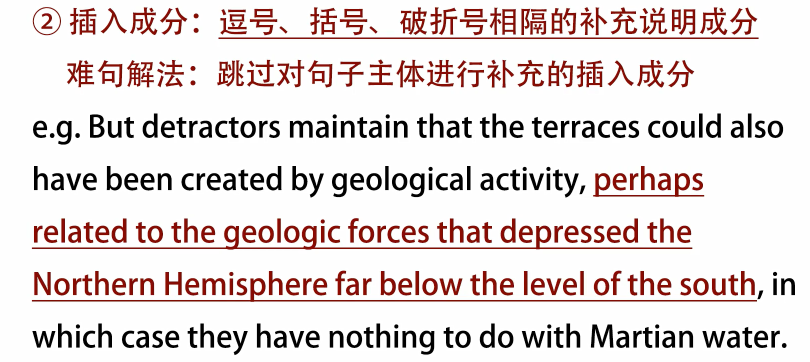 ② 插入成分：逗号、括号、破折号相隔的补充说明成分
难句解法：跳过对句子主体进行补充的插入成分
e.g. But detractors maintain that the terraces could also
have been created by geological activity, perhaps
related to the geologic forces that depressed the
Northern Hemisphere far below the level of the south, in
which case they have nothing to do with Martian water.